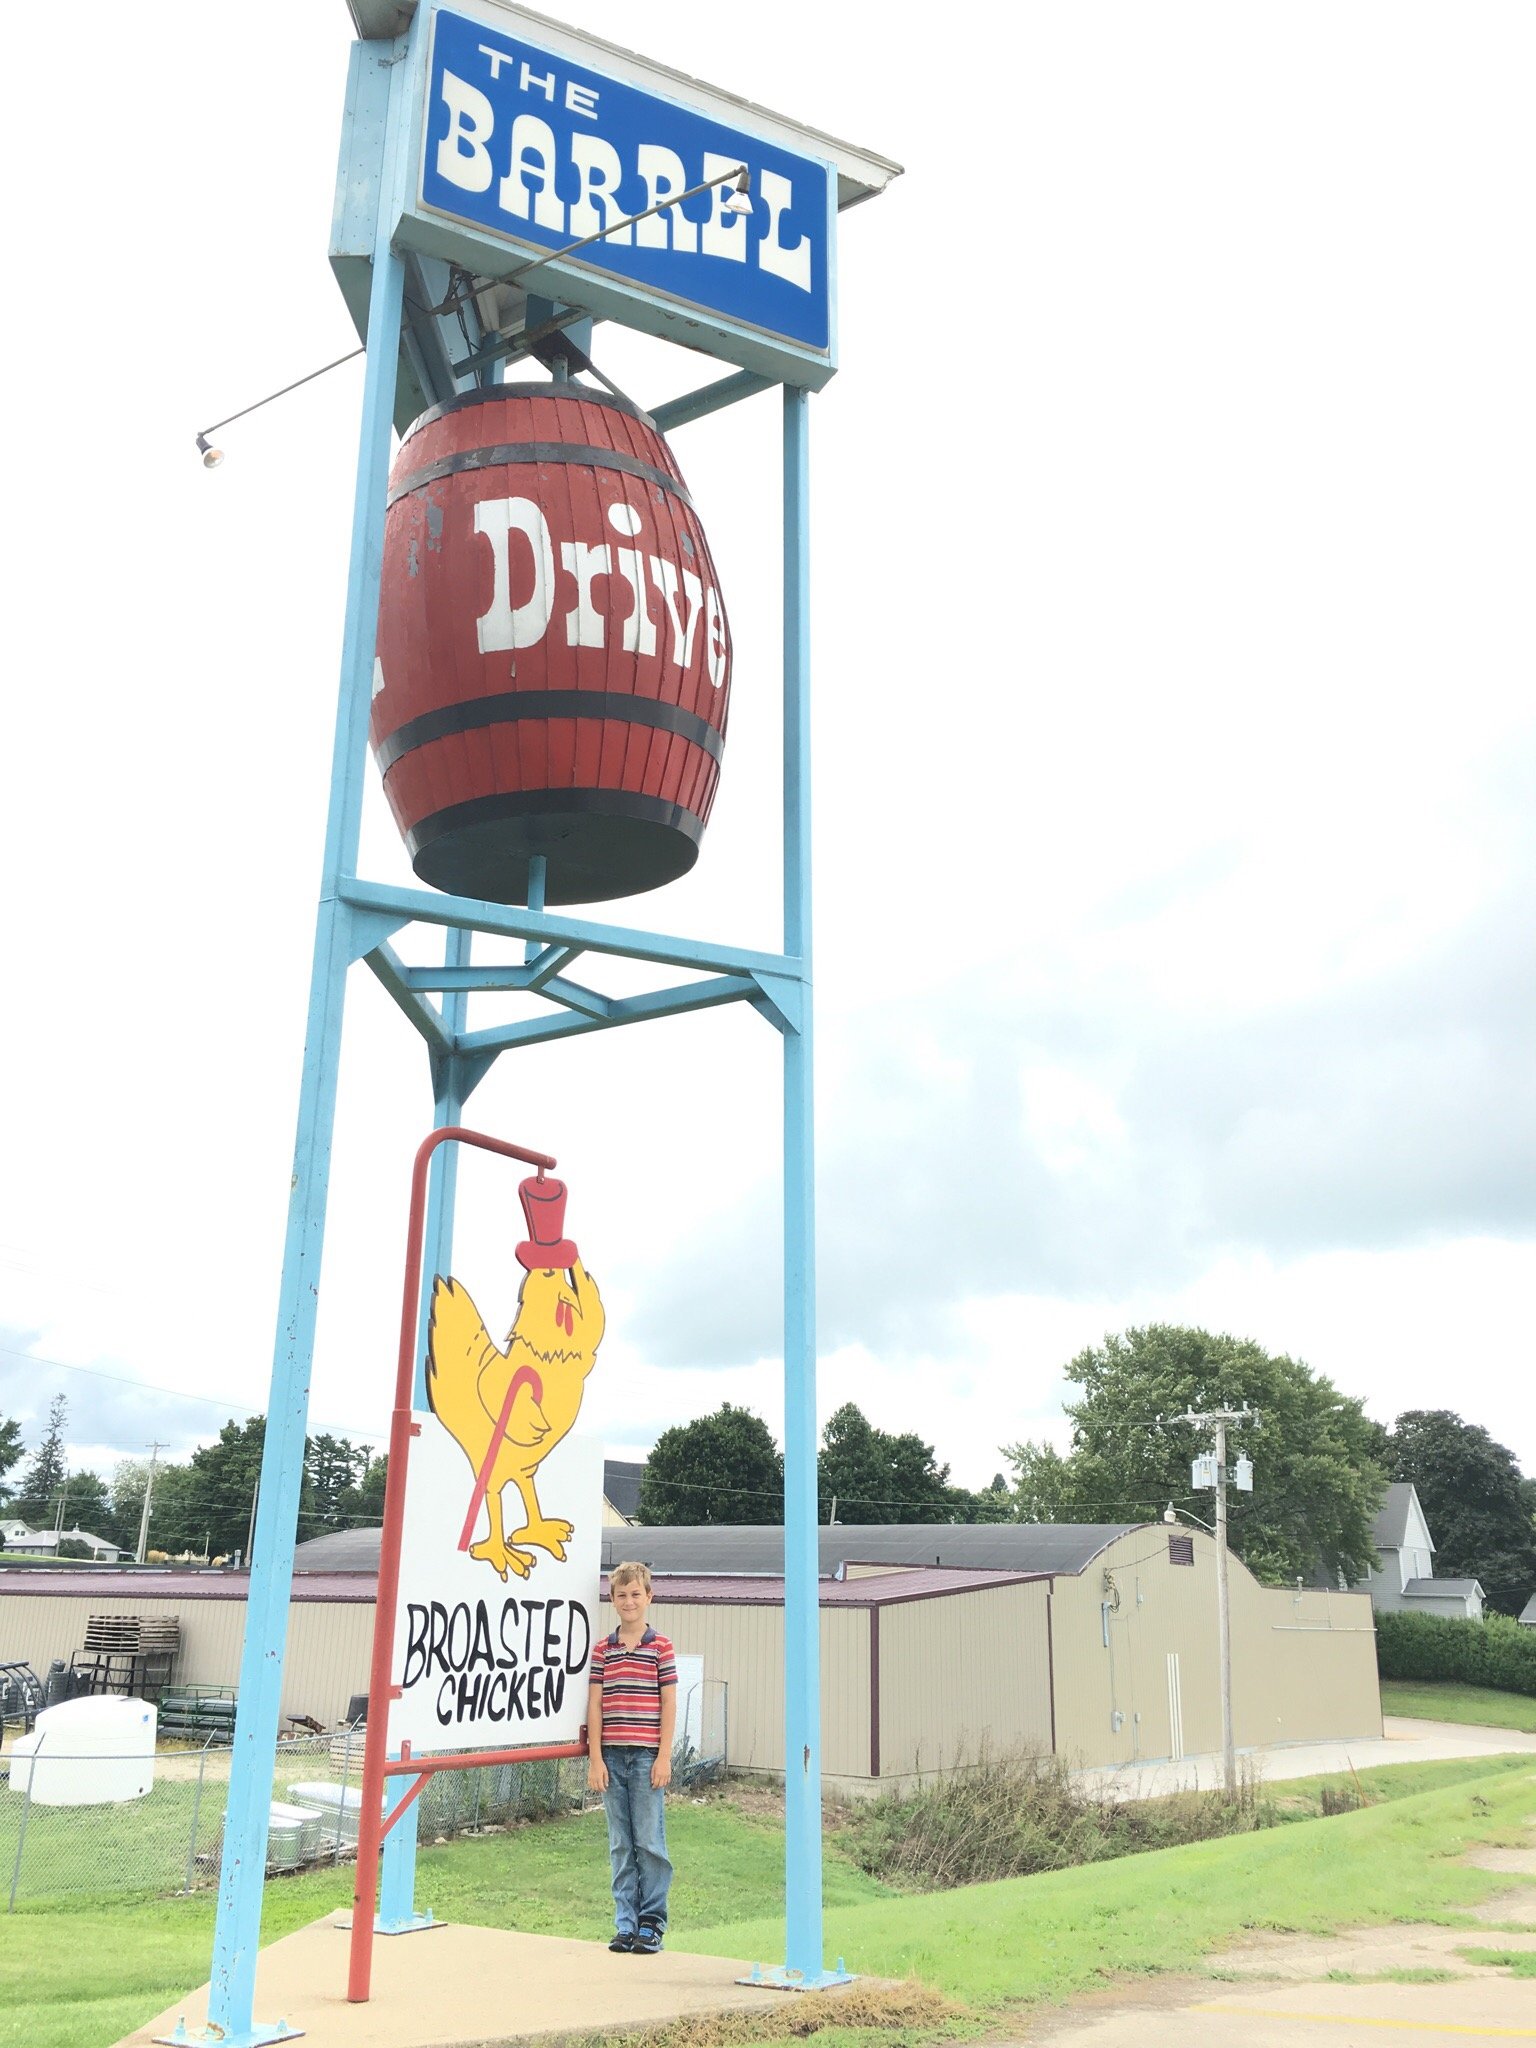 THE
BARREL
Drive
BROASTED
CHICKEN